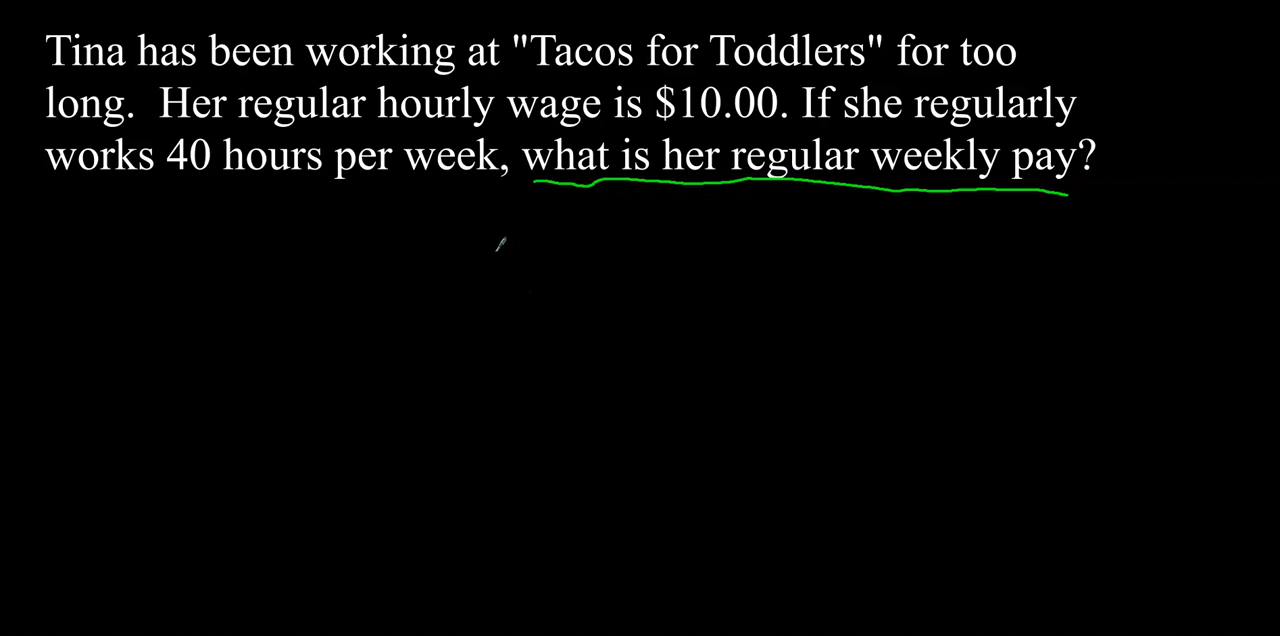 Tina has been working at "Tacos for Toddlers" for too
long.  Her regular hourly wage is $10.00. If she regularly
works 40 hours per week, what is her regular weekly pay?